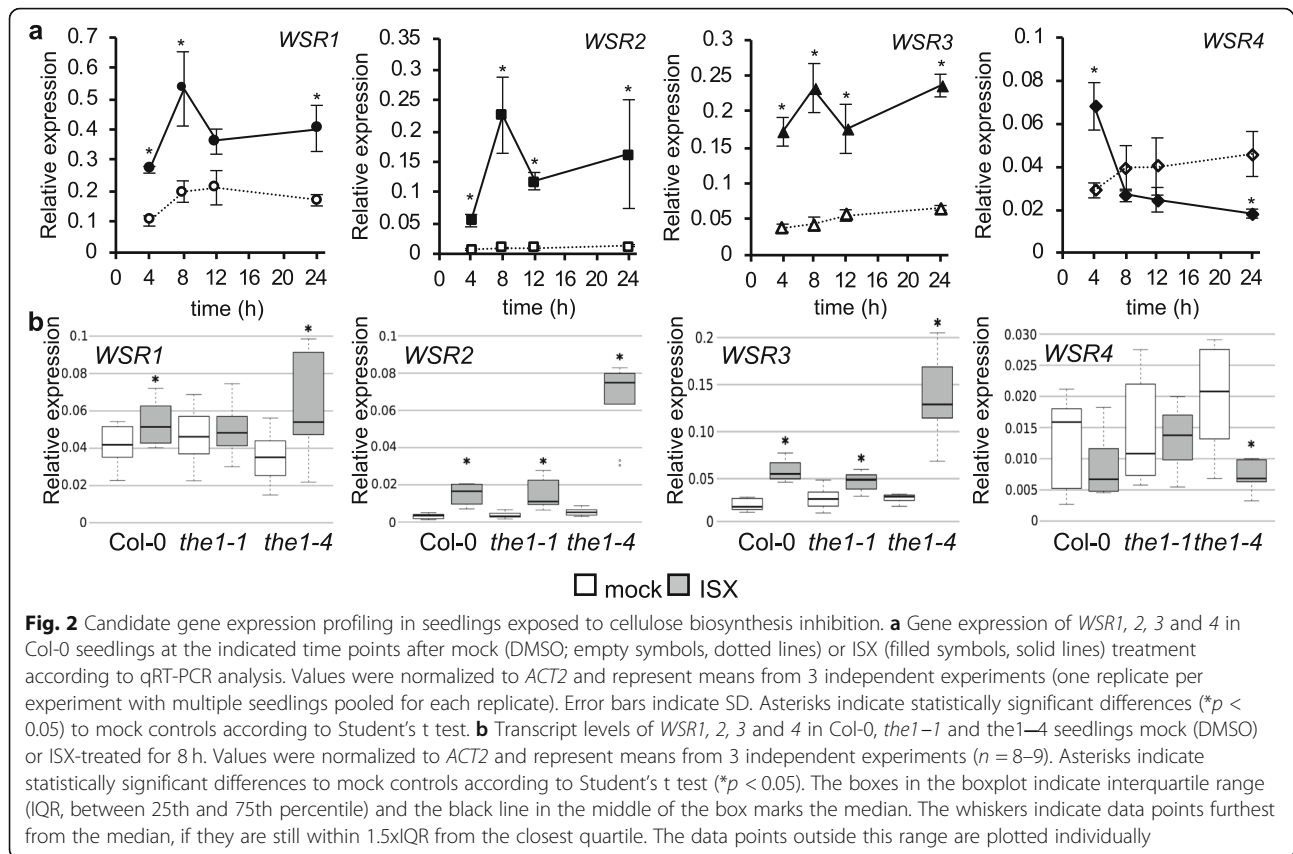 a
WSR1
WSR2
WSR3
WSR4
Relative expression
0.7
0.6
0.5
0.4
0.3
0.2
0.1
0
* * *
0 4 8 12 16 20 24
time (h)
Relative expression
0.35
0.3
0.25
0.2
0.15
0.1
0.05
0
* * * *
0 4 8 12 16 20 24
time (h)
Relative expression
0.3
0.25
0.2
0.15
0.1
0.05
0
* * * *
0 4 8 12 16 20 24
time (h)
Relative expression
0.1
0.08
0.06
0.04
0.02
0
* *
0 4 8 12 16 20 24
time (h)
b
WSR1
Relative expression
0.1
0.08
0.06
0.04
0.02
0
* *
Col-0 the1-1 the1-4
WSR2
Relative expression
0.1
0.08
0.06
0.04
0.02
0
* * *
Col-0 the1-1 the1-4
WSR3
Relative expression
0.2
0.15
0.10
0.05
0
* * *
Col-0 the1-1 the1-4
WSR4
Relative expression
0.030
0.025
0.020
0.015
0.010
0.005
0
*
Col-0 the1-1 the1-4
mock ISX
Fig. 2 Candidate gene expression profiling in seedlings exposed to cellulose biosynthesis inhibition. a Gene expression of WSR1, 2, 3 and 4 in
Col-0 seedlings at the indicated time points after mock (DMSO; empty symbols, dotted lines) or ISX (filled symbols, solid lines) treatment
according to qRT-PCR analysis. Values were normalized to ACT2 and represent means from 3 independent experiments (one replicate per
experiment with multiple seedlings pooled for each replicate). Error bars indicate SD. Asterisks indicate statistically significant differences (*p <
0.05) to mock controls according to Student's t test. b Transcript levels of WSR1, 2, 3 and 4 in Col-0, the1–1 and the1—4 seedlings mock (DMSO)
or ISX-treated for 8 h. Values were normalized to ACT2 and represent means from 3 independent experiments (n = 8–9). Asterisks indicate
statistically significant differences to mock controls according to Student's t test (*p < 0.05). The boxes in the boxplot indicate interquartile range
(IQR, between 25th and 75th percentile) and the black line in the middle of the box marks the median. The whiskers indicate data points furthest
from the median, if they are still within 1.5xIQR from the closest quartile. The data points outside this range are plotted individually